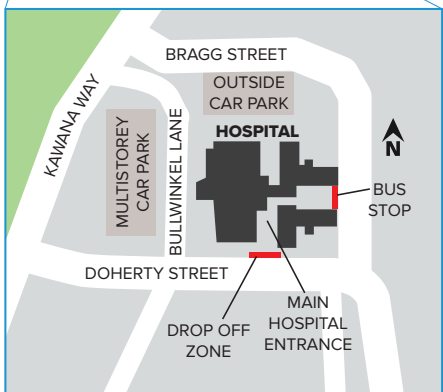 BRAGG STREET
OUTSIDE
CAR PARK
KAWANA WAY
HOSPITAL
MULTISTOREY
CAR PARK
BULLWINKEL LANE
N
BUS
STOP
DOHERTY STREET
MAIN
HOSPITAL
ENTRANCE
DROP OFF
ZONE